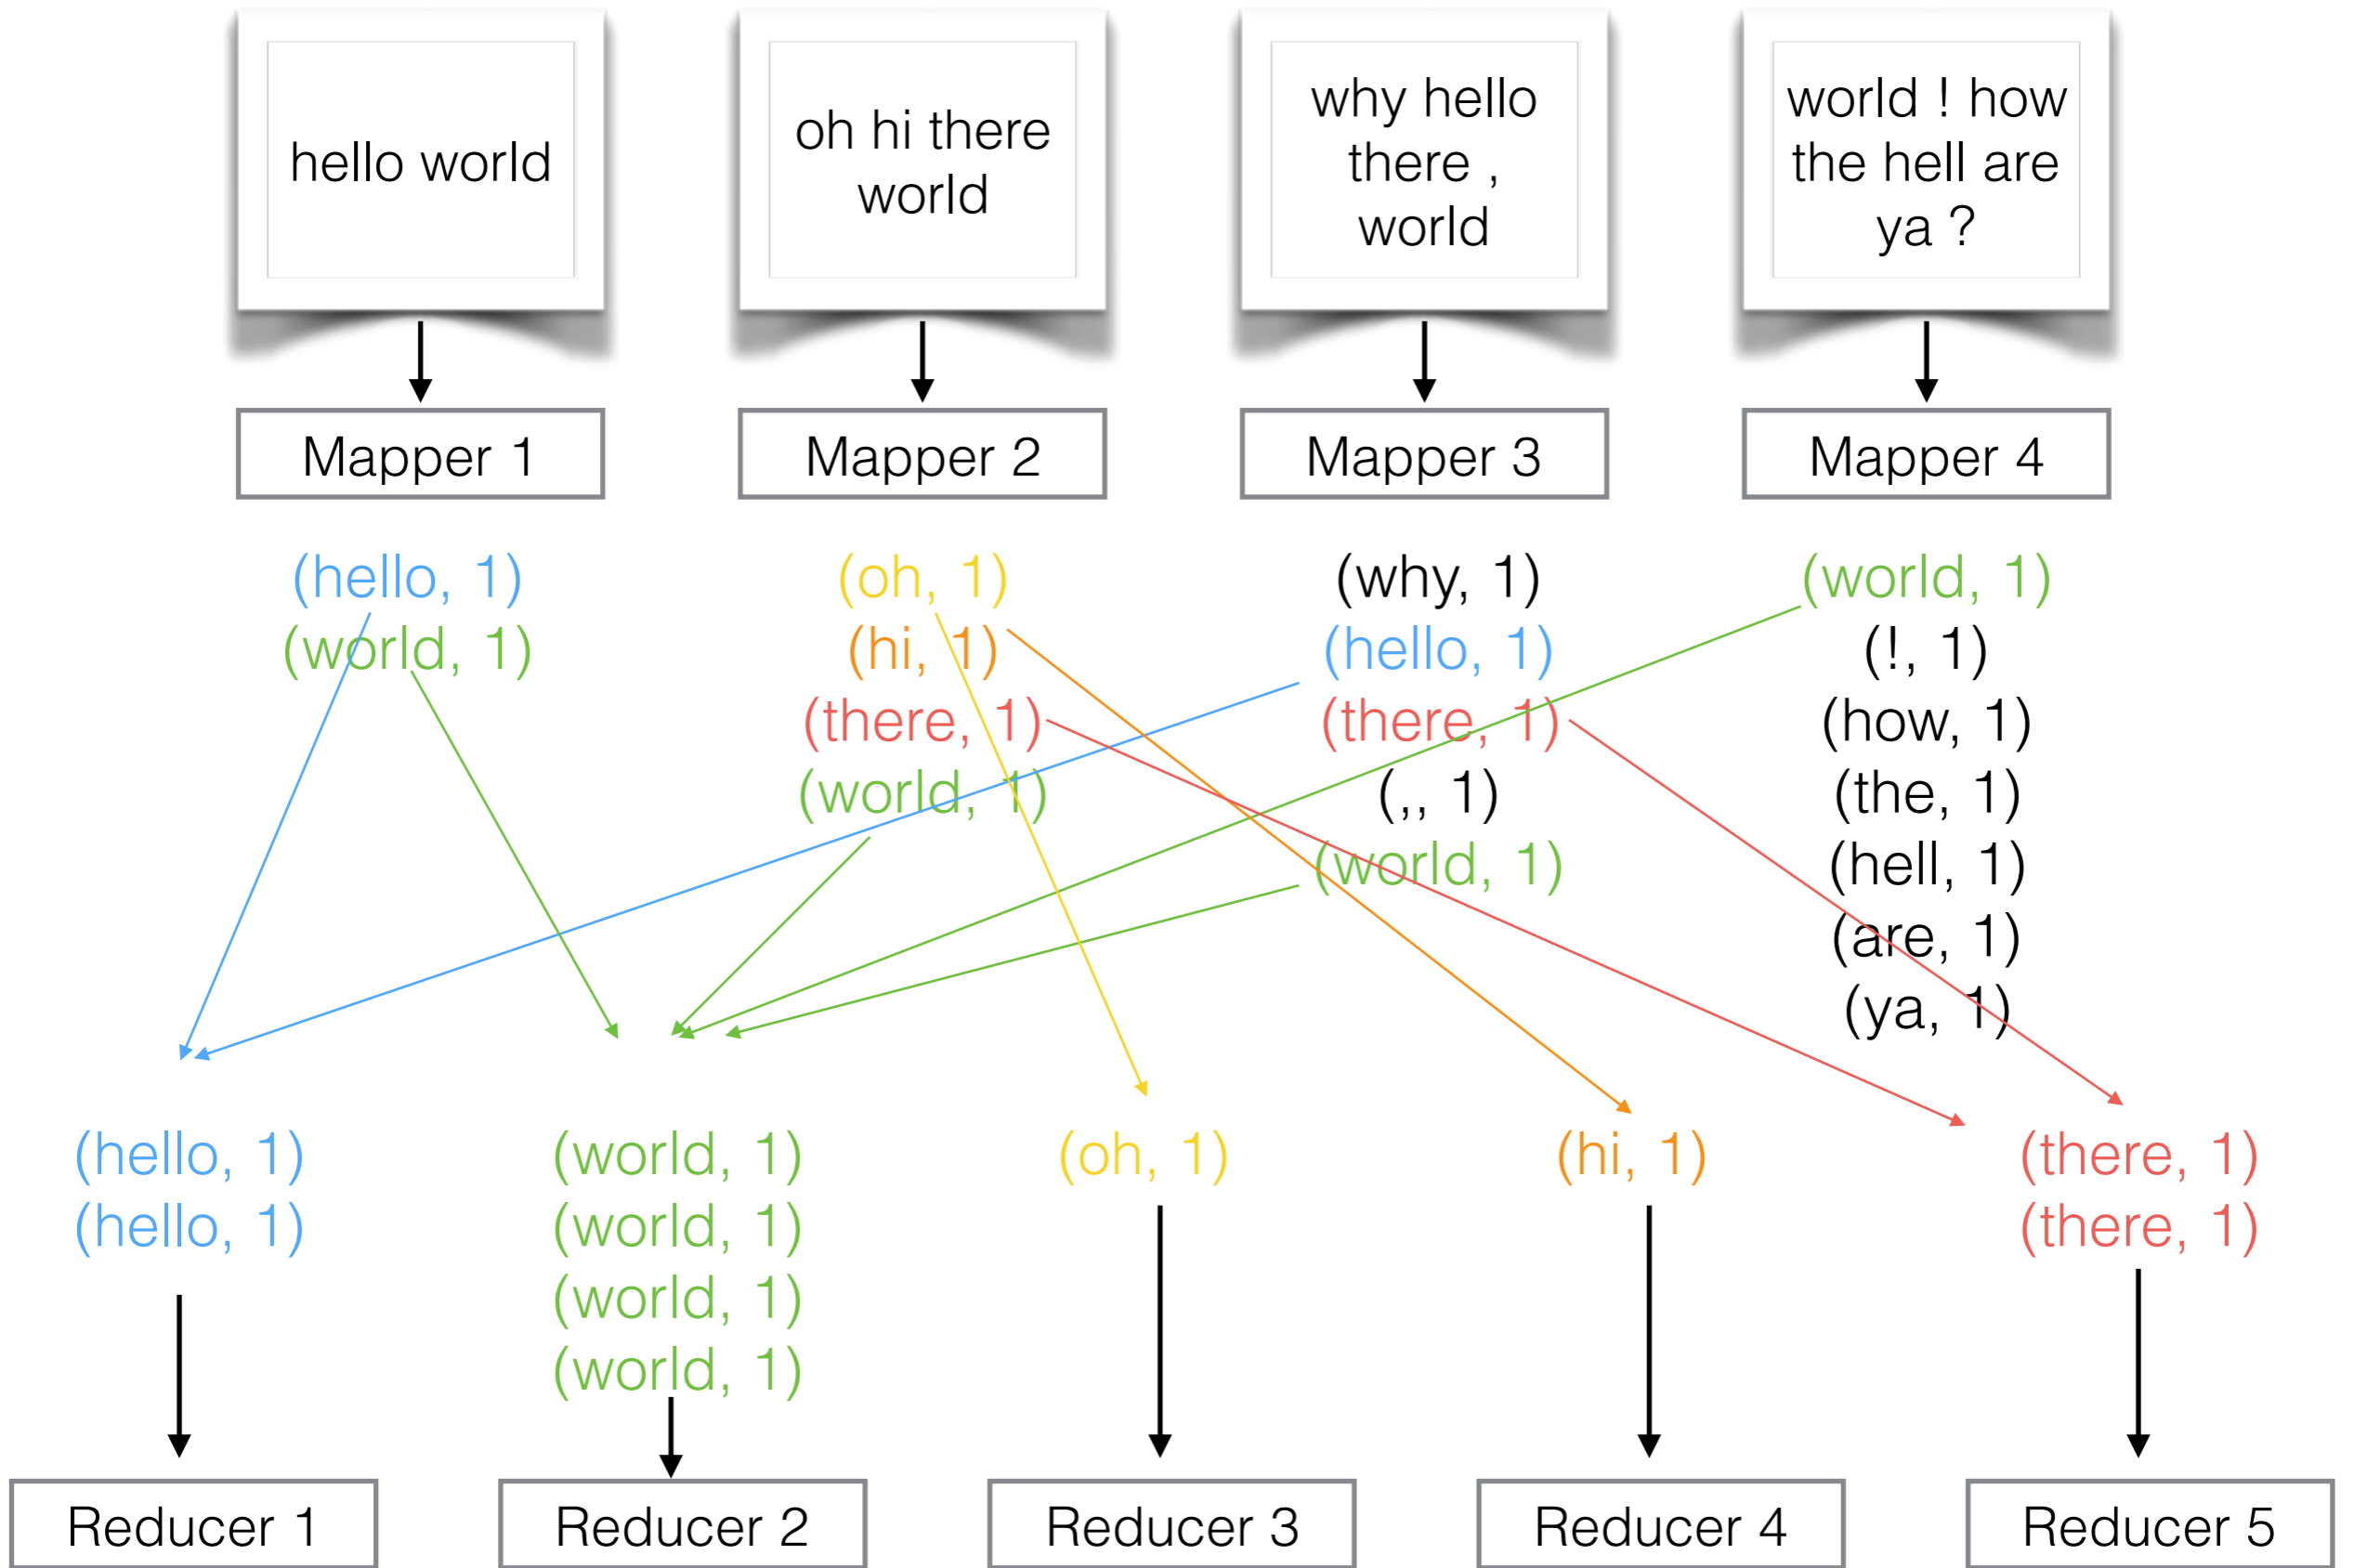 hello world
oh hi there
world
why hello
there ,
world
world ! how
the hell are
ya ?
Mapper 1
Mapper 2
Mapper 3
Mapper 4
(hello, 1)
(world, 1)
(oh, 1)
(hi, 1)
(there, 1)
(world, 1)
(why, 1)
(hello, 1)
(there, 1)
(,, 1)
(world, 1)
(world, 1)
(!, 1)
(how, 1)
(the, 1)
(hell, 1)
(are, 1)
(ya, 1)
(hello, 1)
(hello, 1)
(world, 1)
(world, 1)
(world, 1)
(world, 1)
(oh, 1)
(hi, 1)
(there, 1)
(there, 1)
Reducer 1
Reducer 2
Reducer 3
Reducer 4
Reducer 5